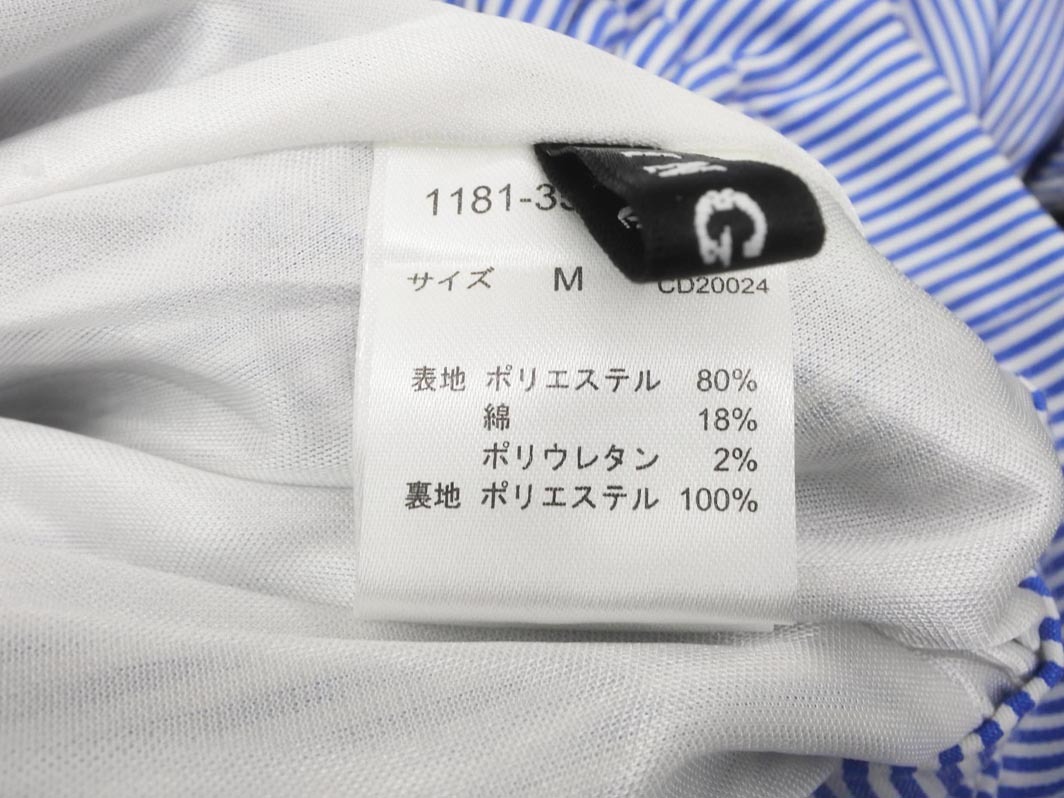 1181-35
サイズ M CD20024
表地 ポリエステル 80%
綿 18%
ポリウレタン 2%
裏地 ポリエステル 100%